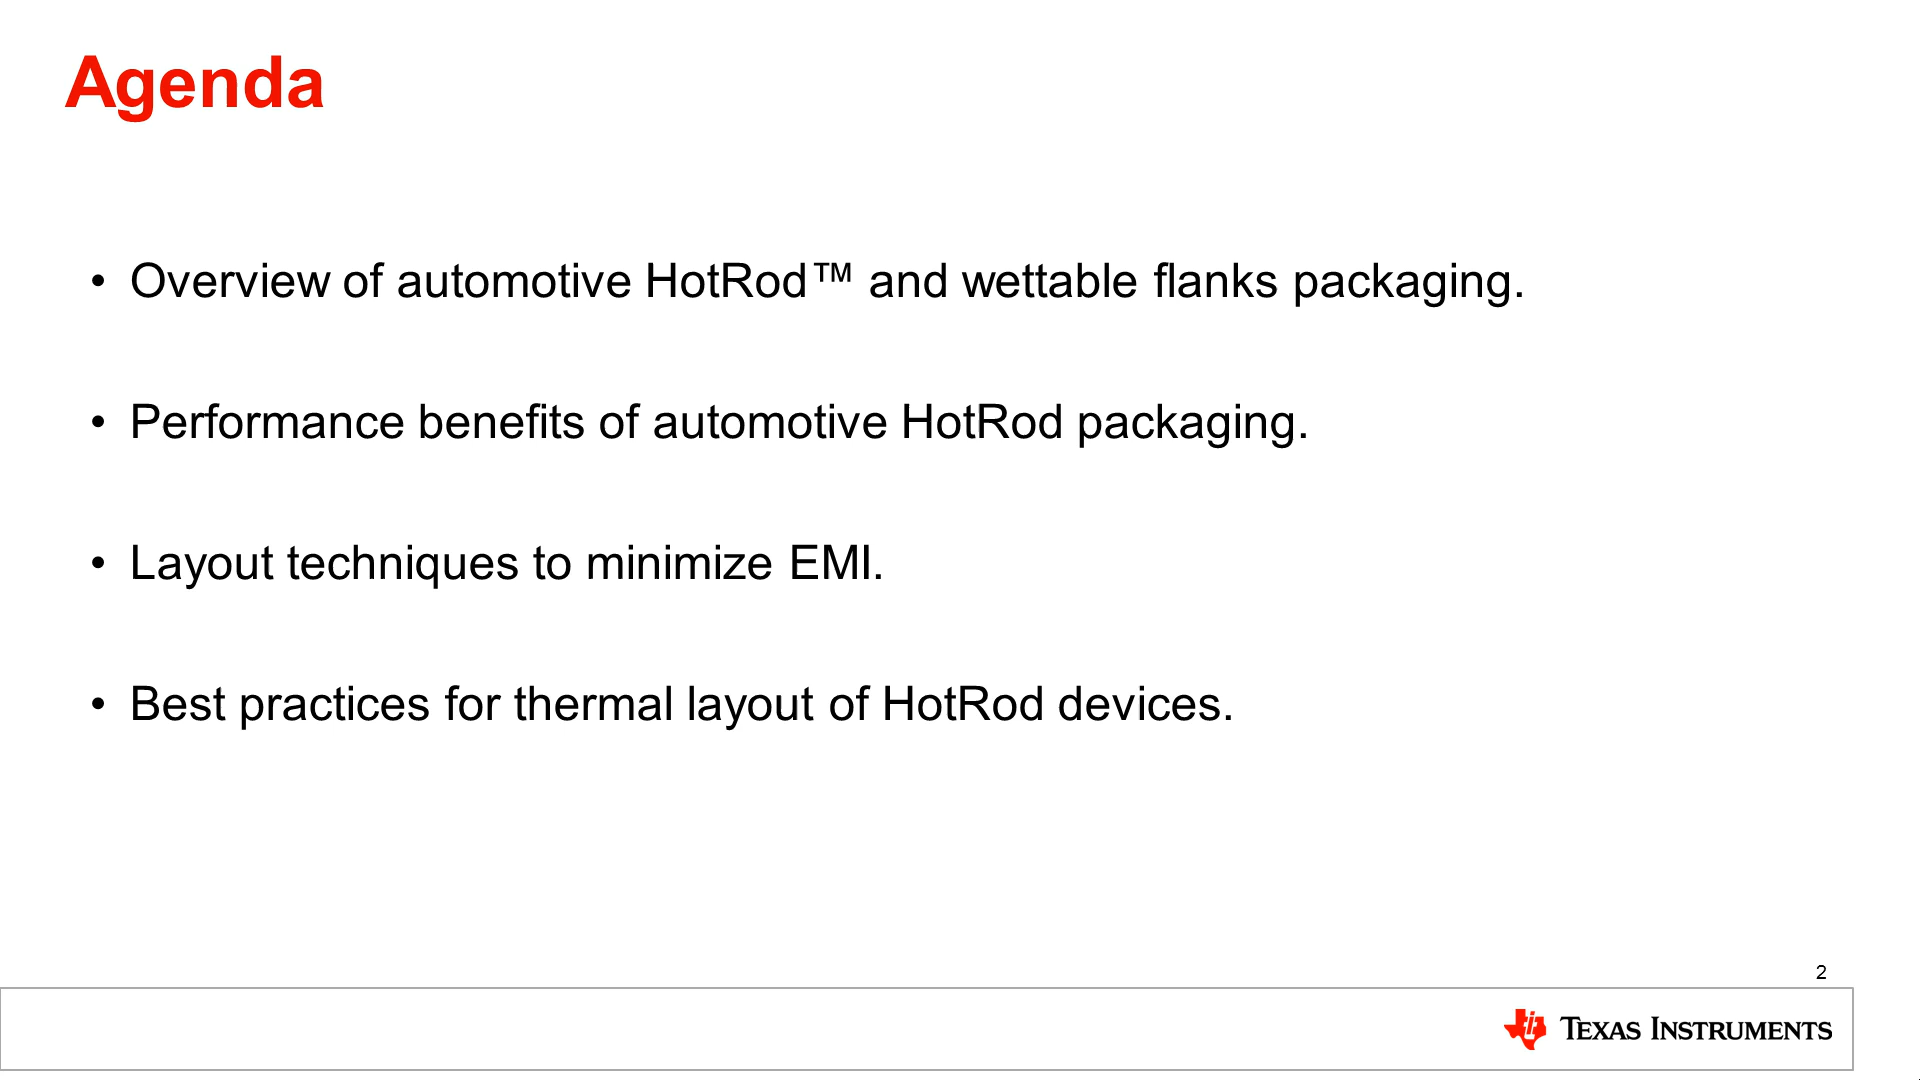 Agenda
• Overview of automotive HotRod™ and wettable flanks packaging.
• Performance benefits of automotive HotRod packaging.
• Layout techniques to minimize EMI.
• Best practices for thermal layout of HotRod devices.
2
TEXAS INSTRUMENTS